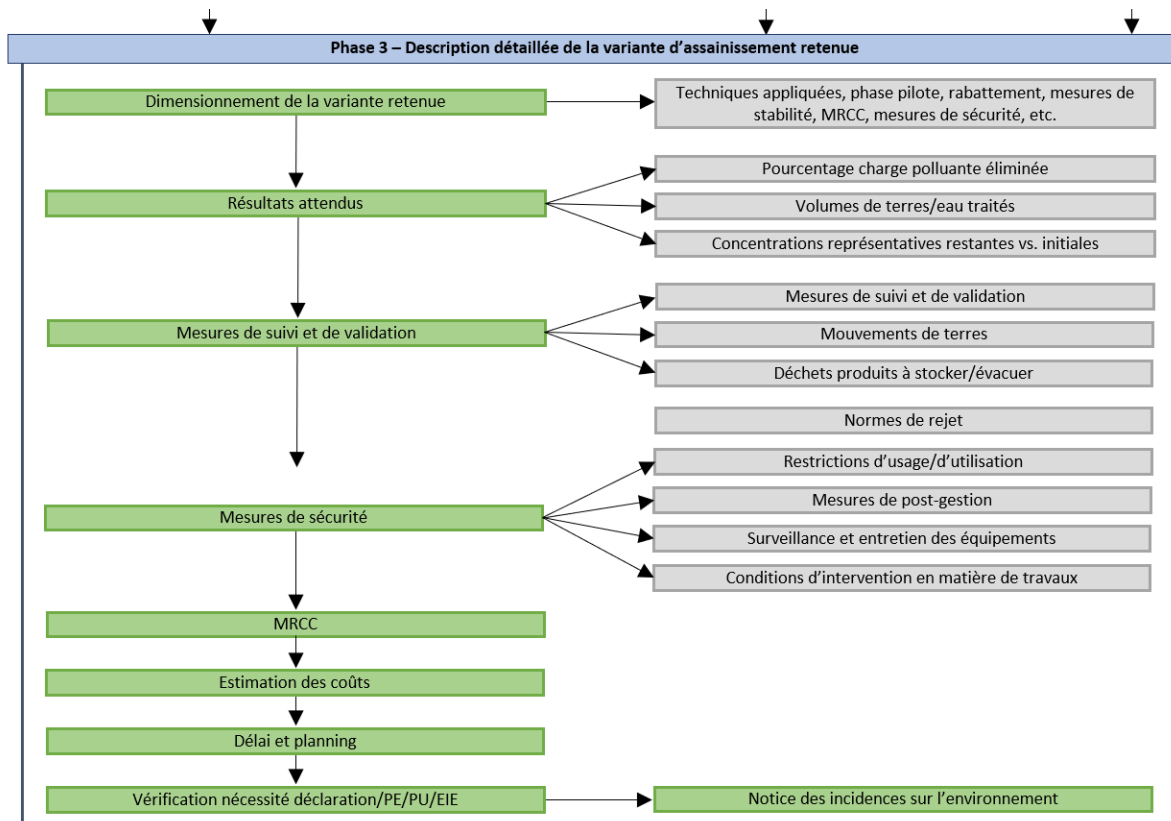 Phase 3 – Description détaillée de la variante d'assainissement retenue
Dimensionnement de la variante retenue
Techniques appliquées, phase pilote, rabattement, mesures de
stabilité, MRCC, mesures de sécurité, etc.
Résultats attendus
Pourcentage charge polluante éliminée
Volumes de terres/eau traités
Concentrations représentatives restantes vs. initiales
Mesures de suivi et de validation
Mesures de suivi et de validation
Mouvements de terres
Déchets produits à stocker/évacuer
Normes de rejet
Mesures de sécurité
Restrictions d'usage/d'utilisation
Mesures de post-gestion
Surveillance et entretien des équipements
Conditions d'intervention en matière de travaux
MRCC
Estimation des coûts
Délai et planning
Vérification nécessité déclaration/PE/PU/EIE
Notice des incidences sur l'environnement